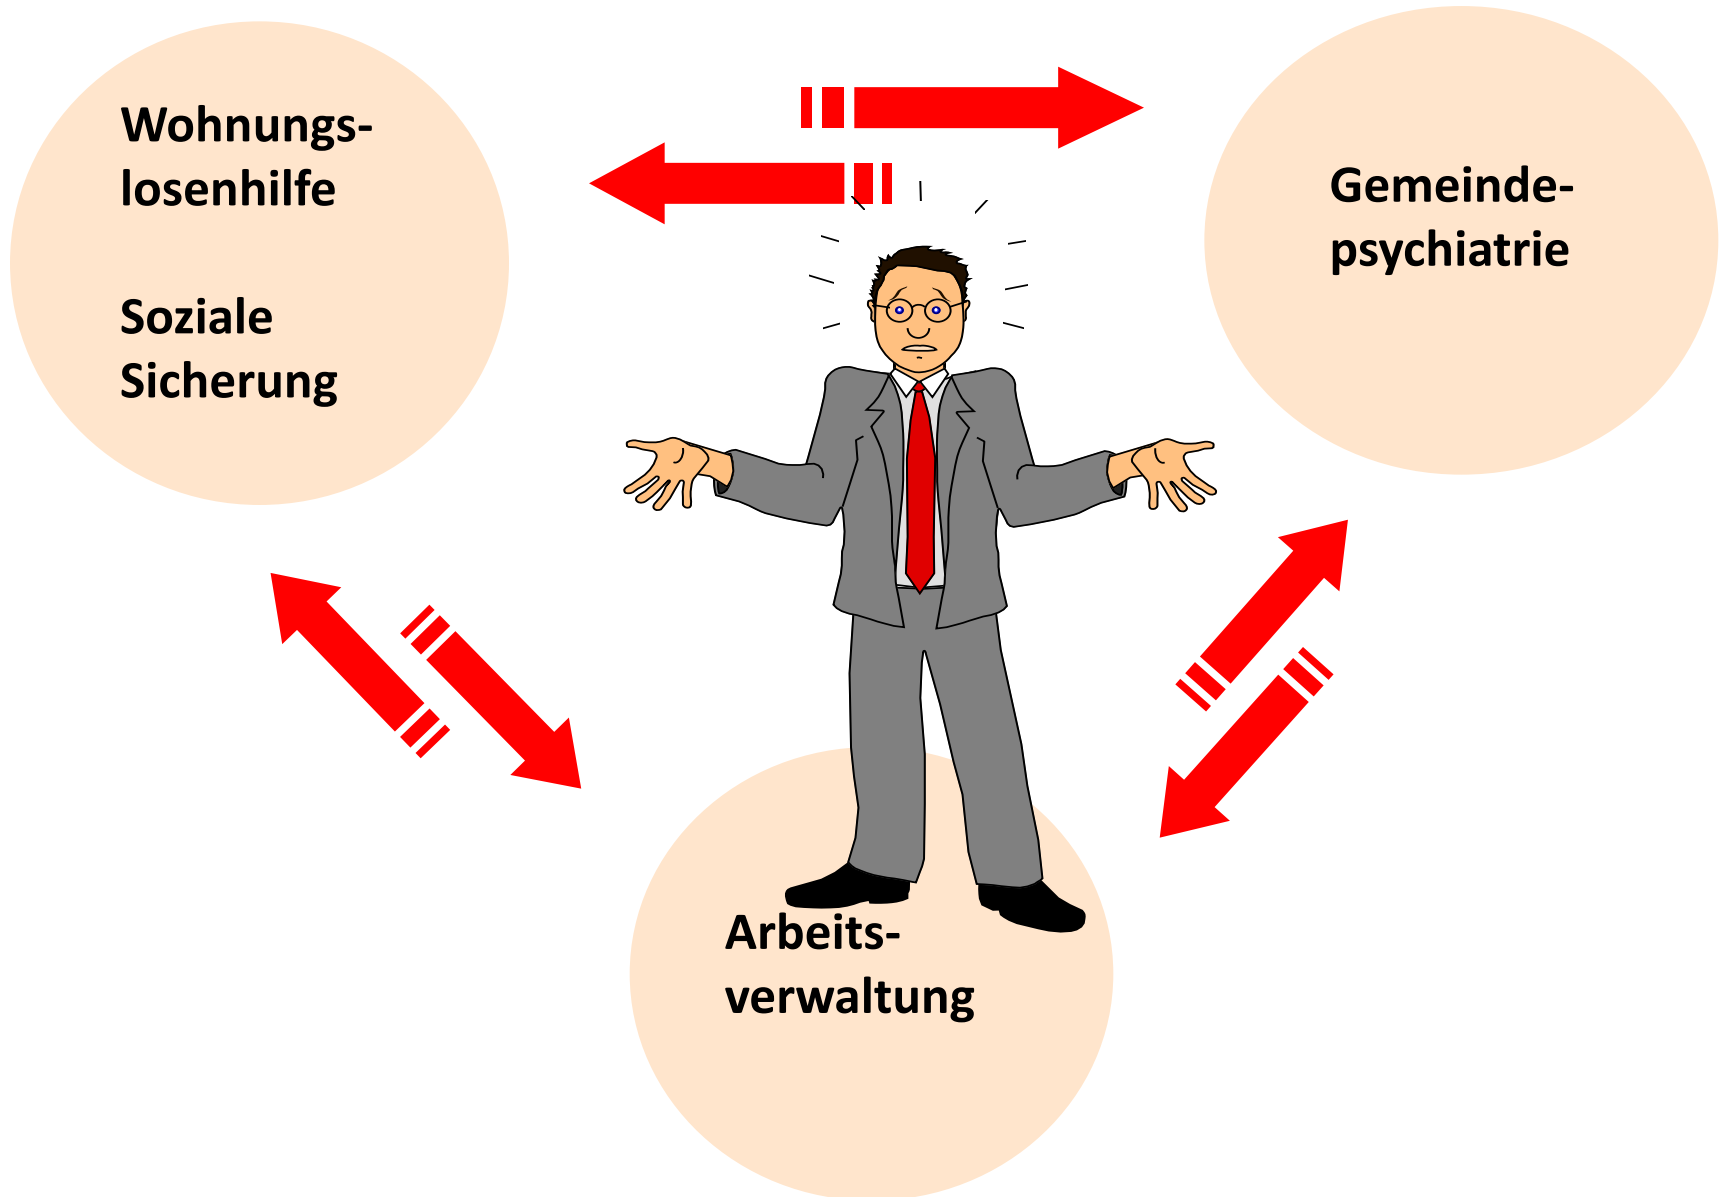 Wohnungs-
losenhilfe
Soziale
Sicherung
Gemeinde-
psychiatrie
Arbeits-
verwaltung